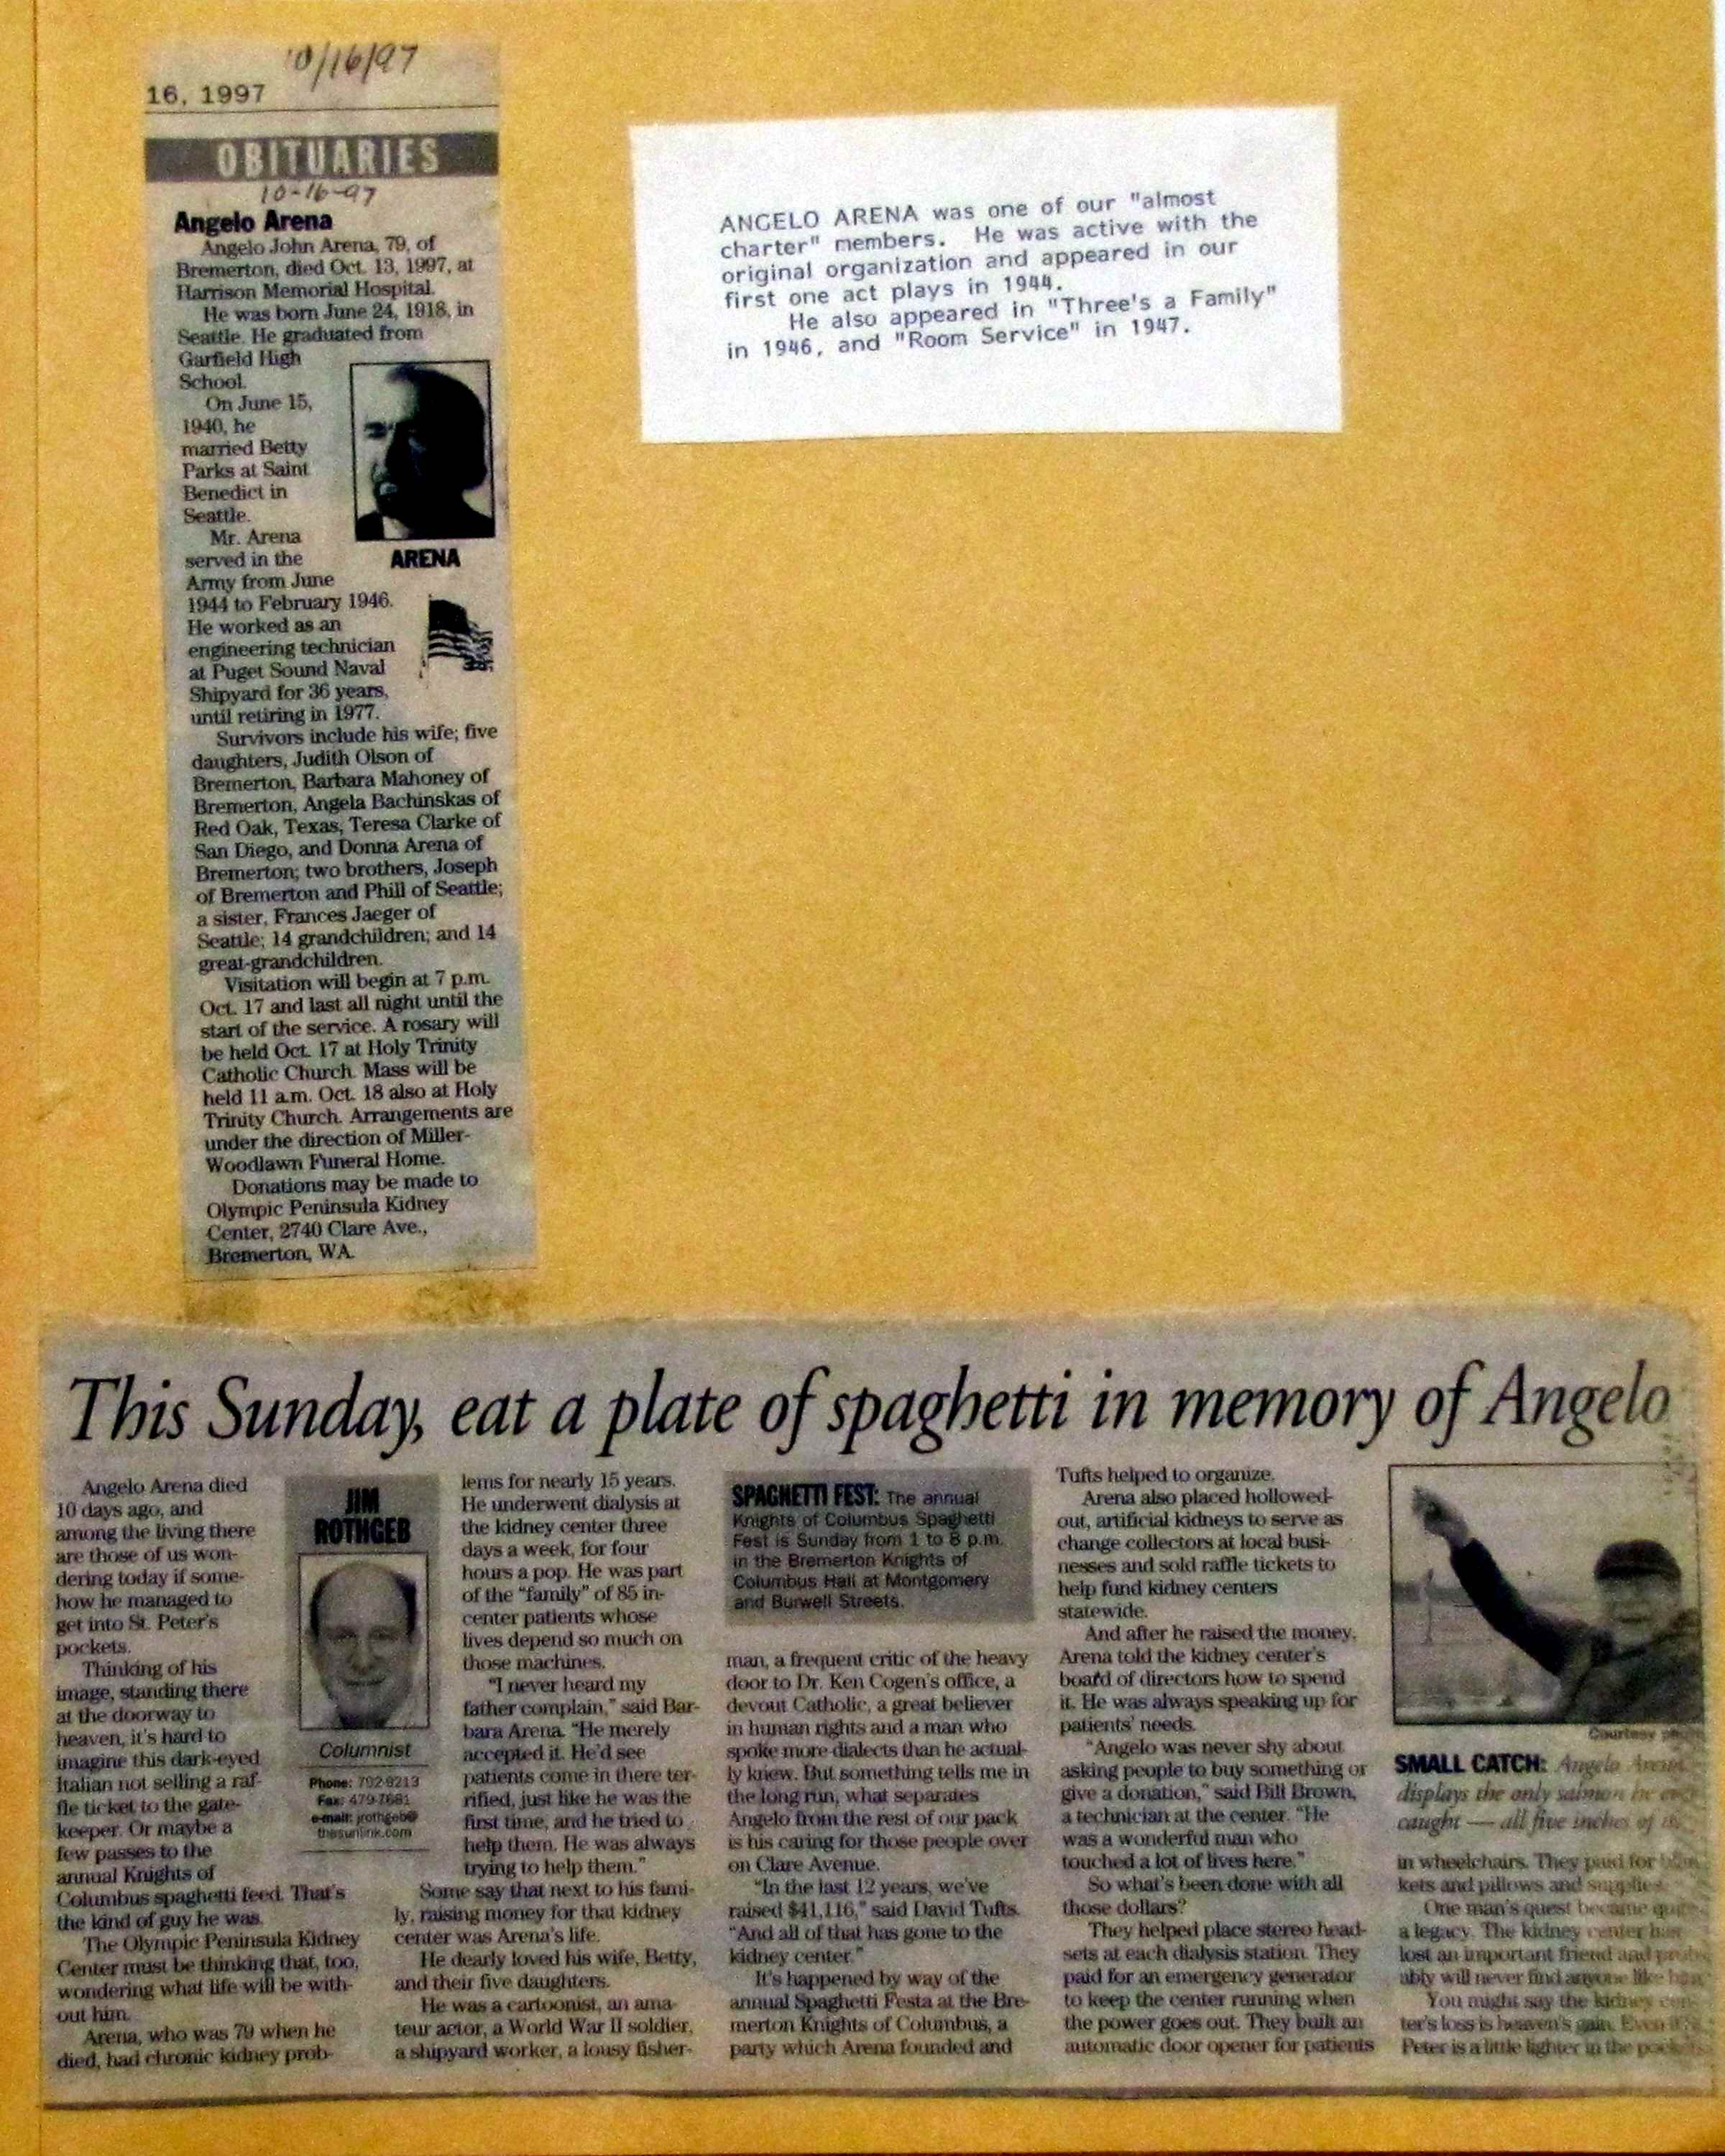 10/16/97
16, 1997
OBITUARIES
10-16-97
Angelo Arena
Angelo John Arena, 79, of
Bremerton, died Oct. 13, 1997, at
Harrison Memorial Hospital.
He was born June 24, 1918, in
Seattle. He graduated from
Garfield High
School.
On June 15,
1940, he
married Betty
Parks at Saint
Benedict in
Seattle.
Mr. Arena
served in the
Army from June
1944 to February 1946.
He worked as an
engineering technician
at Puget Sound Naval
Shipyard for 36 years,
until retiring in 1977.
ARENA
Survivors include his wife; five
daughters, Judith Olson of
Bremerton, Barbara Mahoney of
Bremerton, Angela Bachinskas of
Red Oak, Texas, Teresa Clarke of
San Diego, and Donna Arena of
Bremerton; two brothers, Joseph
of Bremerton and Phill of Seattle;
a sister, Frances Jaeger of
Seattle; 14 grandchildren; and 14
great-grandchildren.
Visitation will begin at 7 p.m.
Oct. 17 and last all night until the
start of the service. A rosary will
be held Oct. 17 at Holy Trinity
Catholic Church. Mass will be
held 11 a.m. Oct. 18 also at Holy
Trinity Church. Arrangements are
under the direction of Miller-
Woodlawn Funeral Home.
Donations may be made to
Olympic Peninsula Kidney
Center, 2740 Clare Ave.,
Bremerton, WA.
ANGELO ARENA was one of our "almost
charter" members. He was active with the
original organization and appeared in our
first one act plays in 1944.
He also appeared in "Three's a Family"
in 1946, and "Room Service" in 1947.
This Sunday, eat a plate of spaghetti in memory of Angelo
Angelo Arena died
10 days ago, and
among the living there
are those of us won-
dering today if some-
how he managed to
get into St. Peter's
pockets.
Thinking of his
image, standing there
at the doorway to
heaven, it's hard to
imagine this dark-eyed
Italian not selling a raf-
fle ticket to the gate-
keeper. Or maybe a
few passes to the
annual Knights of
Columbus spaghetti feed. That's
the kind of guy he was.
The Olympic Peninsula Kidney
Center must be thinking that, too,
wondering what life will be with-
out him.
Arena, who was 79 when he
died, had chronic kidney prob-
JIM
ROTHGEB
Columnist
Phone: 792-9213
Fax: 479-7681
e-mail: jrothgeb@
thesunlink.com
lems for nearly 15 years.
He underwent dialysis at
the kidney center three
days a week, for four
hours a pop. He was part
of the "family" of 85 in-
center patients whose
lives depend so much on
those machines.
"I never heard my
father complain," said Bar-
bara Arena. "He merely
accepted it. He'd see
patients come in there ter-
rified, just like he was the
first time, and he tried to
help them. He was always
trying to help them."
Some say that next to his fami-
ly, raising money for that kidney
center was Arena's life.
He dearly loved his wife, Betty,
and their five daughters.
He was a cartoonist, an ama-
teur actor, a World War II soldier,
a shipyard worker, a lousy fisher-
SPAGHETTI FEST: The annual
Knights of Columbus Spaghetti
Fest is Sunday from 1 to 8 p.m.
in the Bremerton Knights of
Columbus Hall at Montgomery
and Burwell Streets.
man, a frequent critic of the heavy
door to Dr. Ken Cogen's office, a
devout Catholic, a great believer
in human rights and a man who
spoke more dialects than he actual-
ly knew. But something tells me in
the long run, what separates
Angelo from the rest of our pack
is his caring for those people over
on Clare Avenue.
"In the last 12 years, we've
raised $41,116," said David Tufts.
"And all of that has gone to the
kidney center."
It's happened by way of the
annual Spaghetti Festa at the Bre-
merton Knights of Columbus, a
party which Arena founded and
Tufts helped to organize.
Arena also placed hollowed-
out, artificial kidneys to serve as
change collectors at local busi-
nesses and sold raffle tickets to
help fund kidney centers
statewide.
And after he raised the money,
Arena told the kidney center's
board of directors how to spend
it. He was always speaking up for
patients' needs.
"Angelo was never shy about
asking people to buy something or
give a donation," said Bill Brown,
a technician at the center. "He
was a wonderful man who
touched a lot of lives here."
So what's been done with all
those dollars?
They helped place stereo head-
sets at each dialysis station. They
paid for an emergency generator
to keep the center running when
the power goes out. They built an
automatic door opener for patients
Courtesy
SMALL CATCH: Angelo Arena
displays the only salmon he ever
caught — all five inches of
in wheelchairs. They paid for blan-
kets and pillows and supplies.
One man's quest became
a legacy. The kidney center has
lost an important friend and prob-
ably will never find anyone like him.
You might say the kidney cen-
ter's loss is heaven's gain. Even if
Peter is a little lighter in the